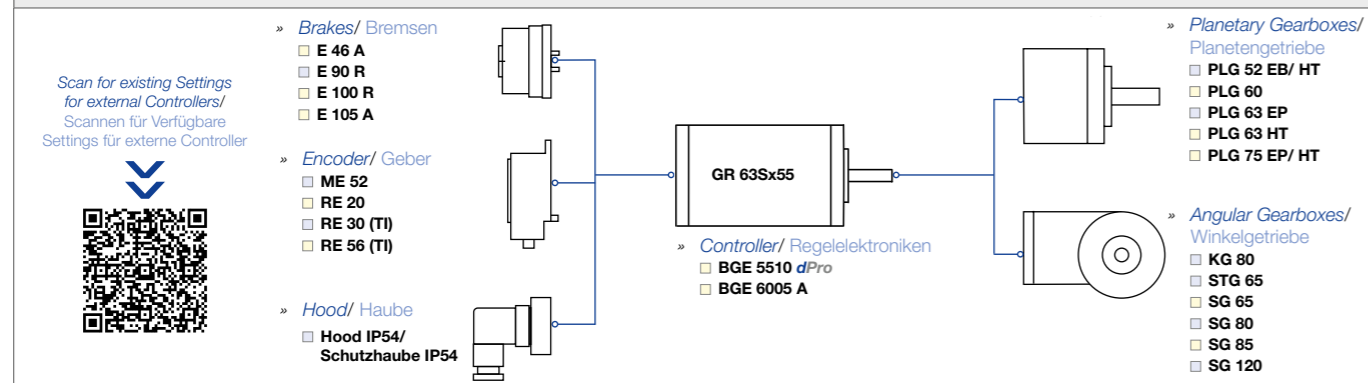 Scan for existing Settings
for external Controllers/
Scannen für Verfügbare
Settings für externe Controller
» Brakes/ Bremsen
E 46 A
E 90 R
E 100 R
E 105 A
» Encoder/ Geber
ME 52
RE 20
RE 30 (TI)
RE 56 (TI)
» Hood/ Haube
Hood IP54/
Schutzhaube IP54
GR 63Sx55
» Controller/ Regelelektroniken
BGE 5510 dPro
BGE 6005 A
» Planetary Gearboxes/
Planetengetriebe
PLG 52 EB/ HT
PLG 60
PLG 63 EP
PLG 63 HT
PLG 75 EP/ HT
» Angular Gearboxes/
Winkelgetriebe
KG 80
STG 65
SG 65
SG 80
SG 85
SG 120